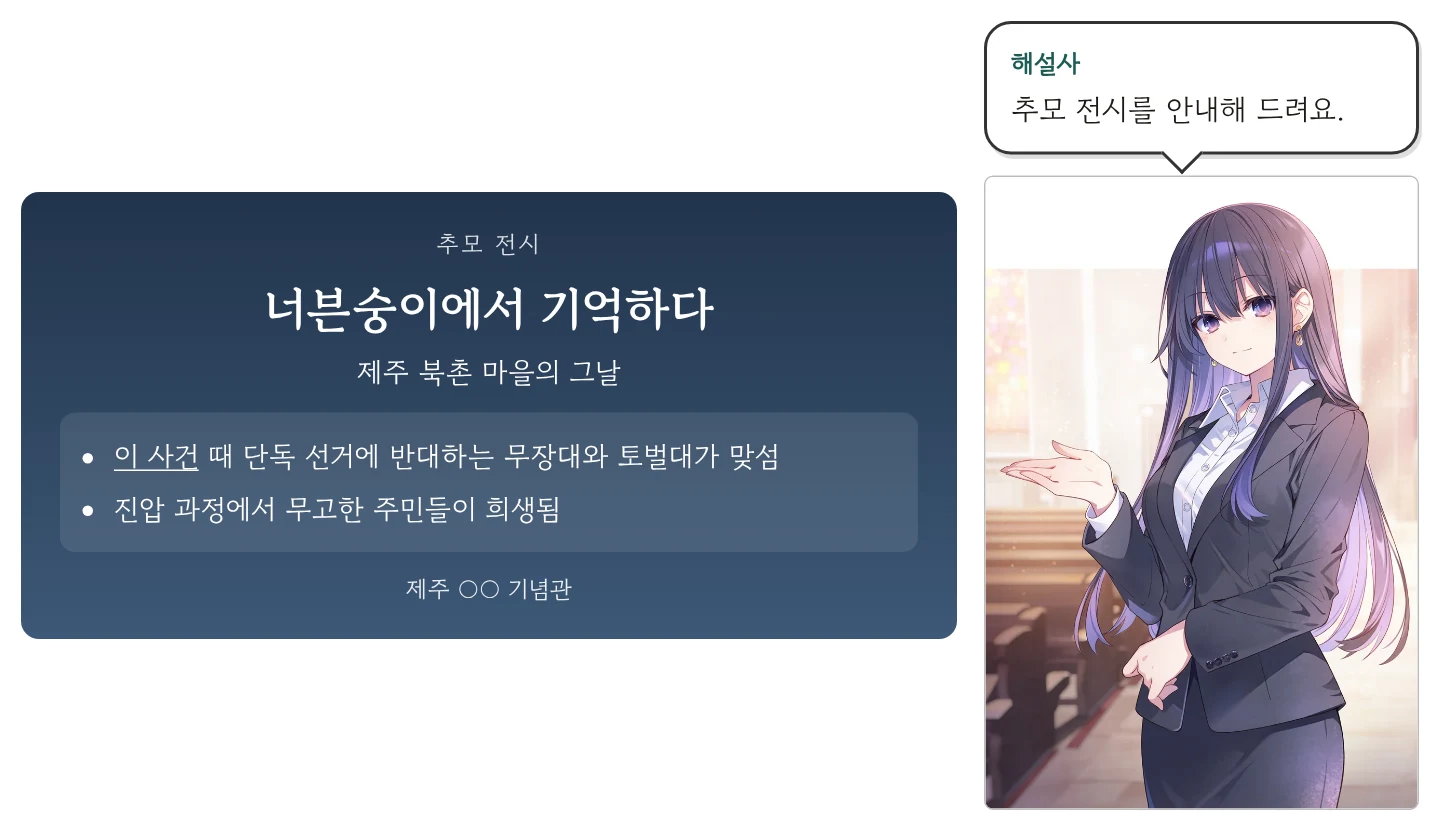 추모 전시
너븐숭이에서 기억하다
제주 북촌 마을의 그날
• 이 사건 때 단독 선거에 반대하는 무장대와 토벌대가 맞섬
• 진압 과정에서 무고한 주민들이 희생됨
제주 ○○ 기념관
해설사
추모 전시를 안내해 드려요.